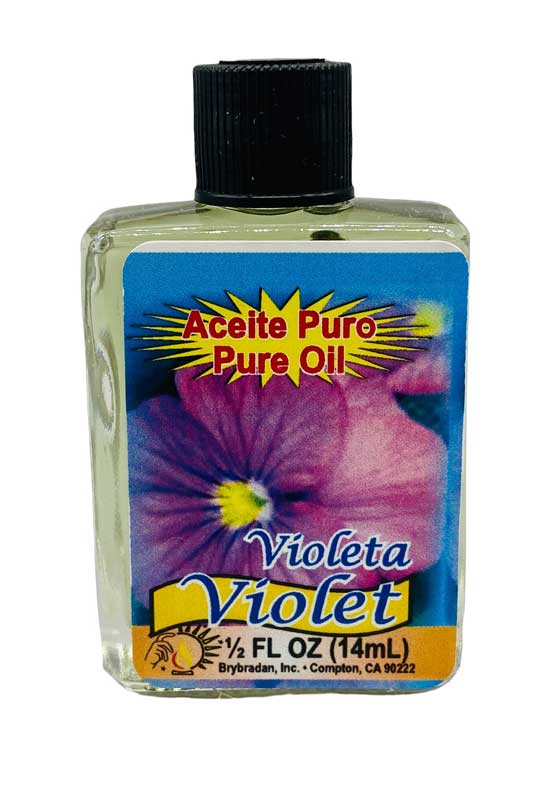 Aceite Puro
Pure Oil
Violeta
Violet
½ FL OZ (14mL)
Brybradan, Inc. • Compton, CA 90222